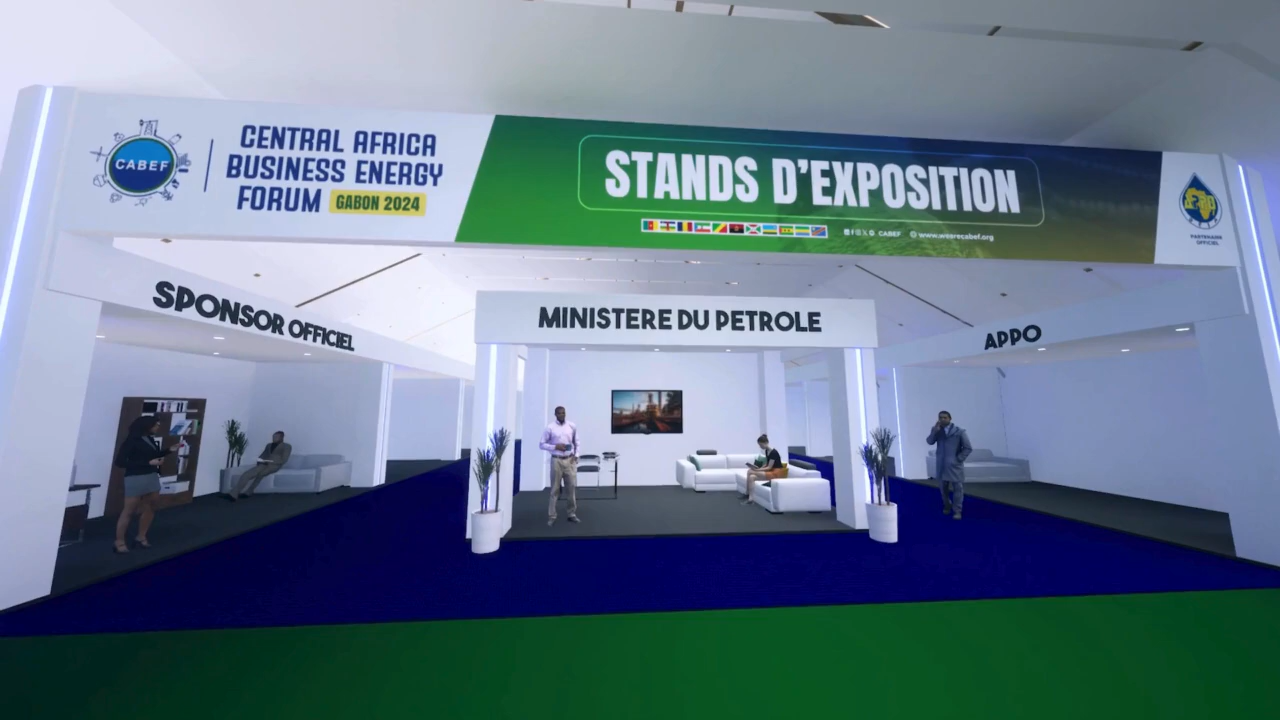 CABEF
CENTRAL AFRICA
BUSINESS ENERGY
FORUM GABON 2024
STANDS D'EXPOSITION
CABEF www.wearecabef.org
PARTENAIRE
OFFICIEL
SPONSOR OFFICIEL
MINISTERE DU PETROLE
APPO